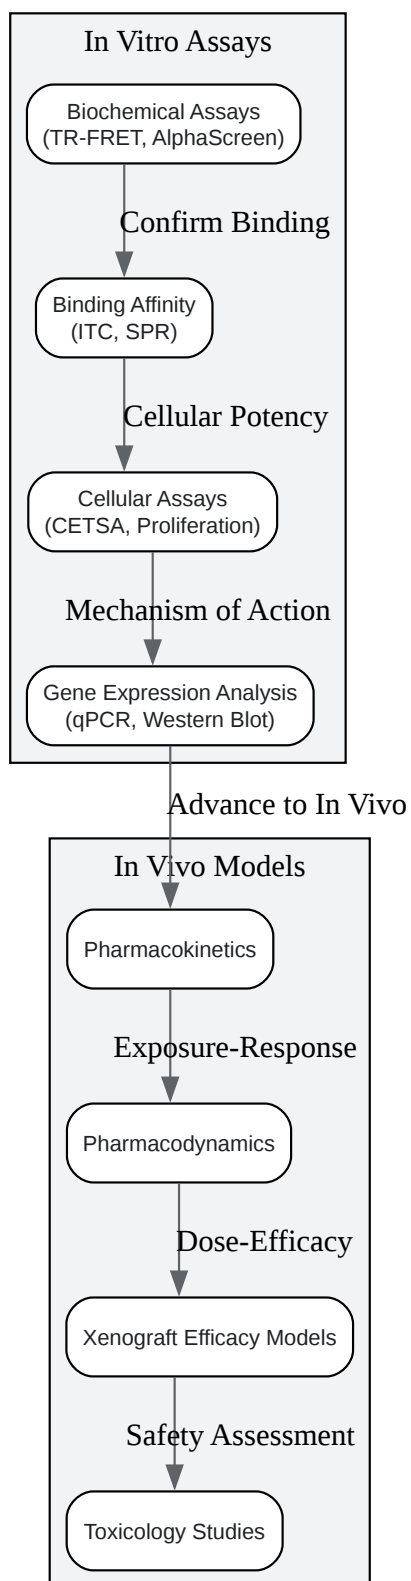 In Vitro Assays
Biochemical Assays
(TR-FRET, AlphaScreen)
Confirm Binding
Binding Affinity
(ITC, SPR)
Cellular Potency
Cellular Assays
(CETSA, Proliferation)
Mechanism of Action
Gene Expression Analysis
(qPCR, Western Blot)
Advance to In Vivo
In Vivo Models
Pharmacokinetics
Exposure-Response
Pharmacodynamics
Dose-Efficacy
Xenograft Efficacy Models
Safety Assessment
Toxicology Studies